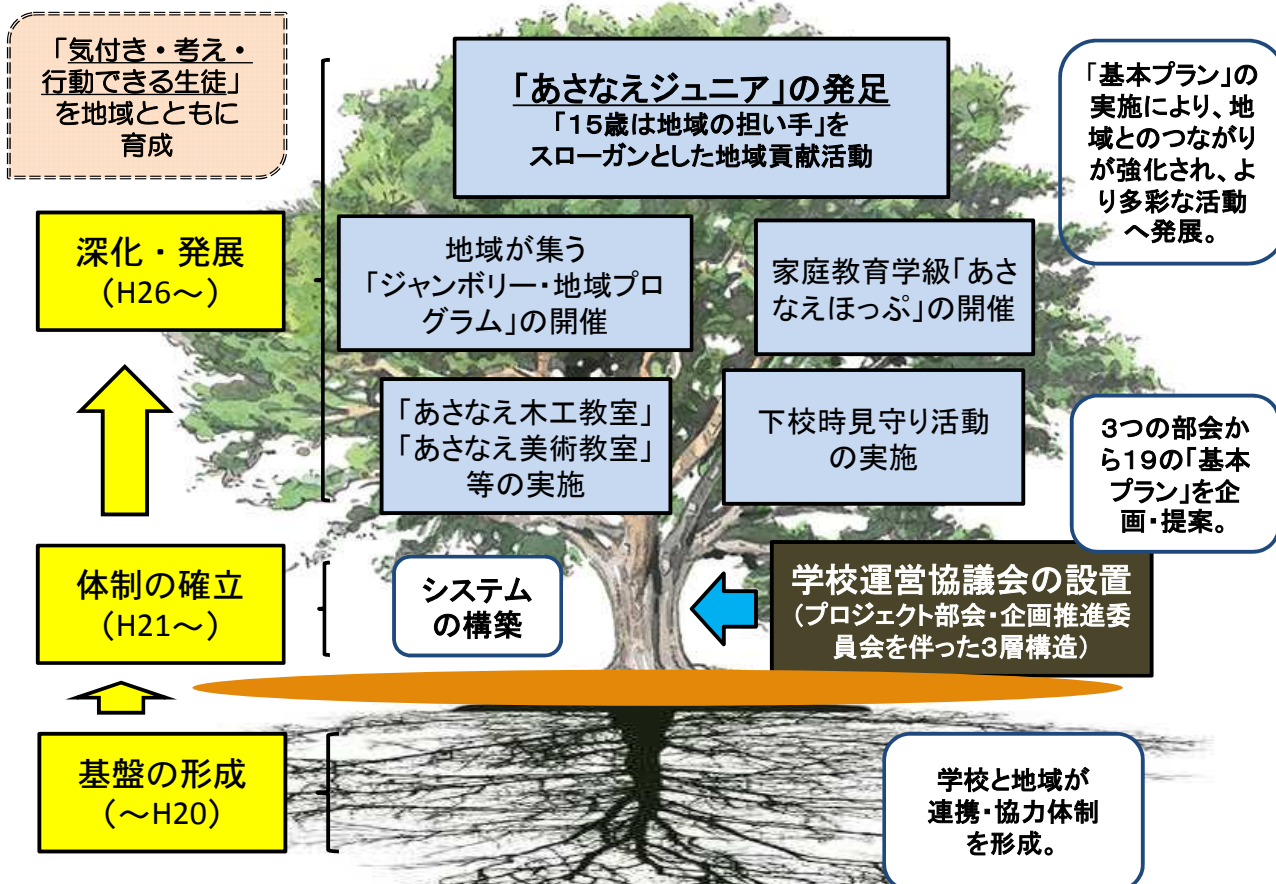 「気付き・考え・
行動できる生徒」
を地域とともに
育成
「あさなえジュニア」の発足
「15歳は地域の担い手」を
スローガンとした地域貢献活動
「基本プラン」の
実施により、地
域とのつながり
が強化され、よ
り多彩な活動
へ発展。
深化・発展
(H26～)
地域が集う
「ジャンボリー・地域プロ
グラム」の開催
家庭教育学級「あさ
なえほっぷ」の開催
「あさなえ木工教室」
「あさなえ美術教室」
等の実施
下校時見守り活動
の実施
3つの部会か
ら19の「基本
プラン」を企
画・提案。
体制の確立
(H21～)
システム
の構築
学校運営協議会の設置
(プロジェクト部会・企画推進委
員会を伴った3層構造)
基盤の形成
(～H20)
学校と地域が
連携・協力体制
を形成。